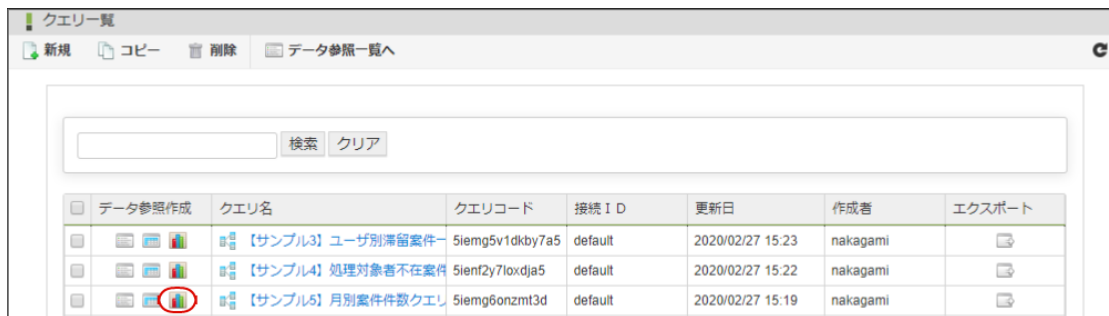 クエリ一覧
新規 コピー 削除 データ参照一覧へ
検索 クリア
データ参照作成 クエリ名 クエリコード 接続ID 更新日 作成者 エクスポート
【サンプル3】ユーザ別滞留案件一 5iemg5v1dkby7a5 default 2020/02/27 15:23 nakagami
【サンプル4】処理対象者不在案件 5ienf2y7loxdja5 default 2020/02/27 15:22 nakagami
【サンプル5】月別案件件数クエリ 5iemg6onzmt3d default 2020/02/27 15:19 nakagami